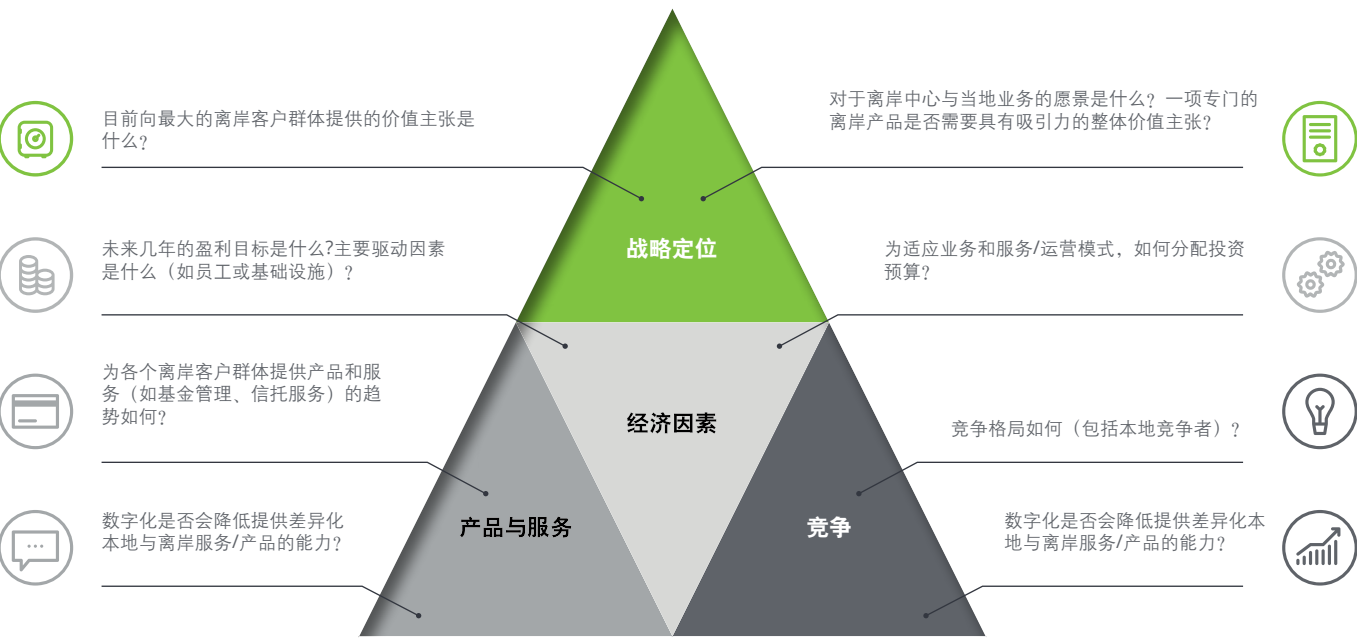 目前向最大的离岸客户群体提供的价值主张是
什么？
对于离岸中心与当地业务的愿景是什么？一项专门的
离岸产品是否需要具有吸引力的整体价值主张？
战略定位
未来几年的盈利目标是什么?主要驱动因素
是什么（如员工或基础设施）？
为适应业务和服务/运营模式，如何分配投资
预算？
为各个离岸客户群体提供产品和服
务（如基金管理、信托服务）的趋
势如何？
经济因素
竞争格局如何（包括本地竞争者）？
数字化是否会降低提供差异化
本地与离岸服务/产品的能力？
产品与服务
竞争
数字化是否会降低提供差异化本
地与离岸服务/产品的能力？